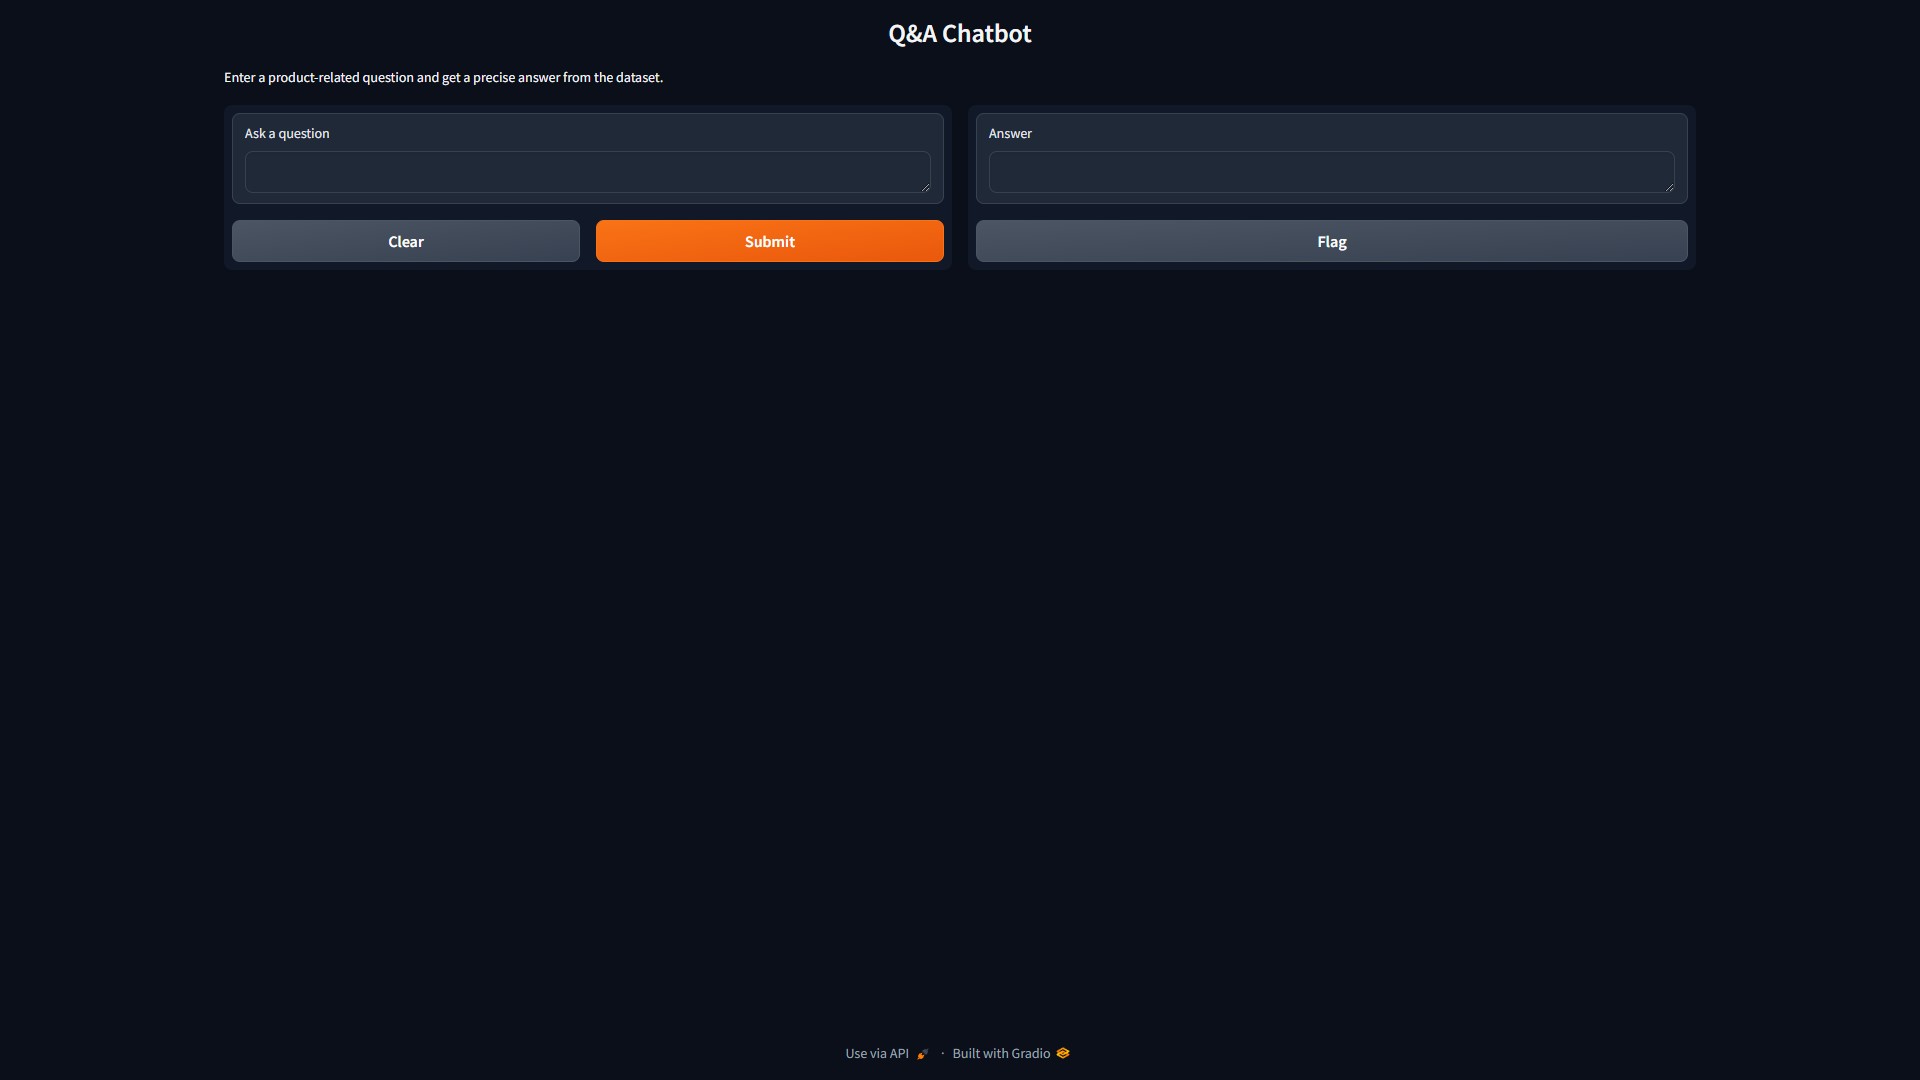 Q&A Chatbot
Enter a product-related question and get a precise answer from the dataset.
Ask a question
Answer
Clear
Submit
Flag
Use via API · Built with Gradio